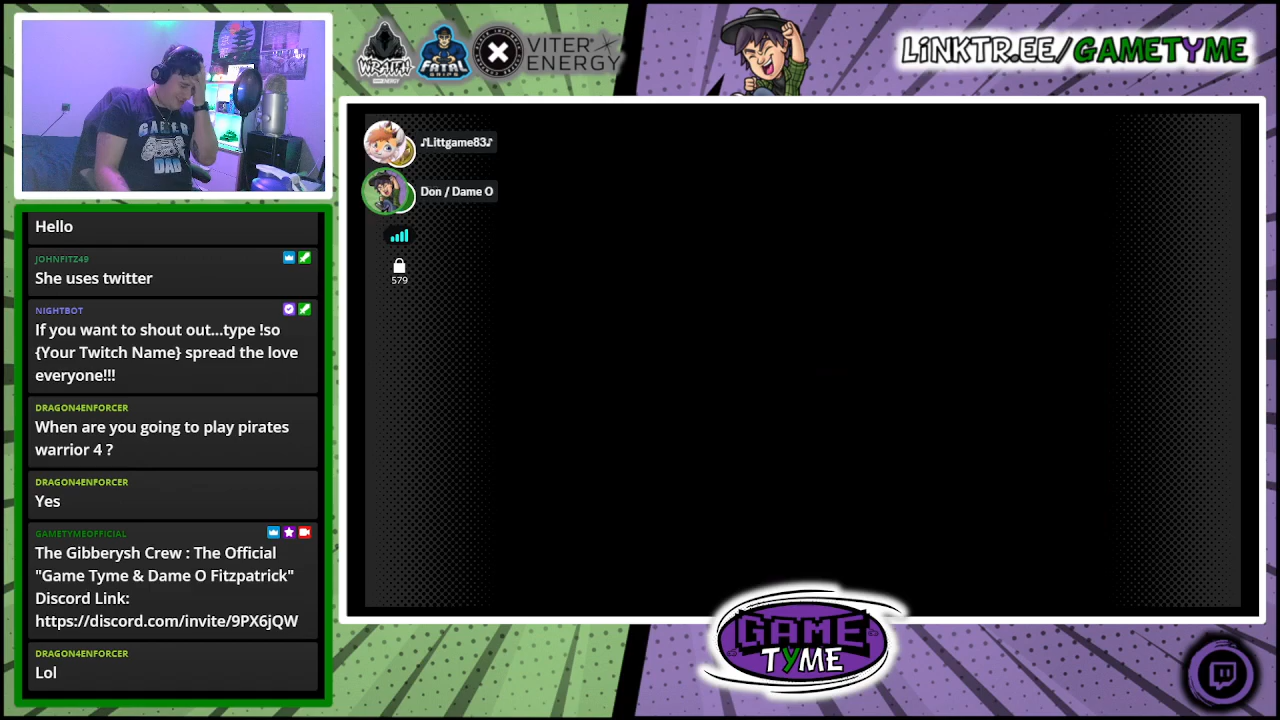 GAMER
DAD
WRAITH
FATAL
GRIPS
X
VITER
ENERGY
LINKTR.EE/GAMETYME
♪Littgame83♪
Don / Dame O
579
Hello
JOHNFITZ49
She uses twitter
NIGHTBOT
If you want to shout out...type !so
{Your Twitch Name} spread the love
everyone!!!
DRAGON4ENFORCER
When are you going to play pirates
warrior 4 ?
DRAGON4ENFORCER
Yes
GAMETYMEOFFICIAL
The Gibberysh Crew : The Official
"Game Tyme & Dame O Fitzpatrick"
Discord Link:
https://discord.com/invite/9PX6jQW
DRAGON4ENFORCER
Lol
GAME
TYME